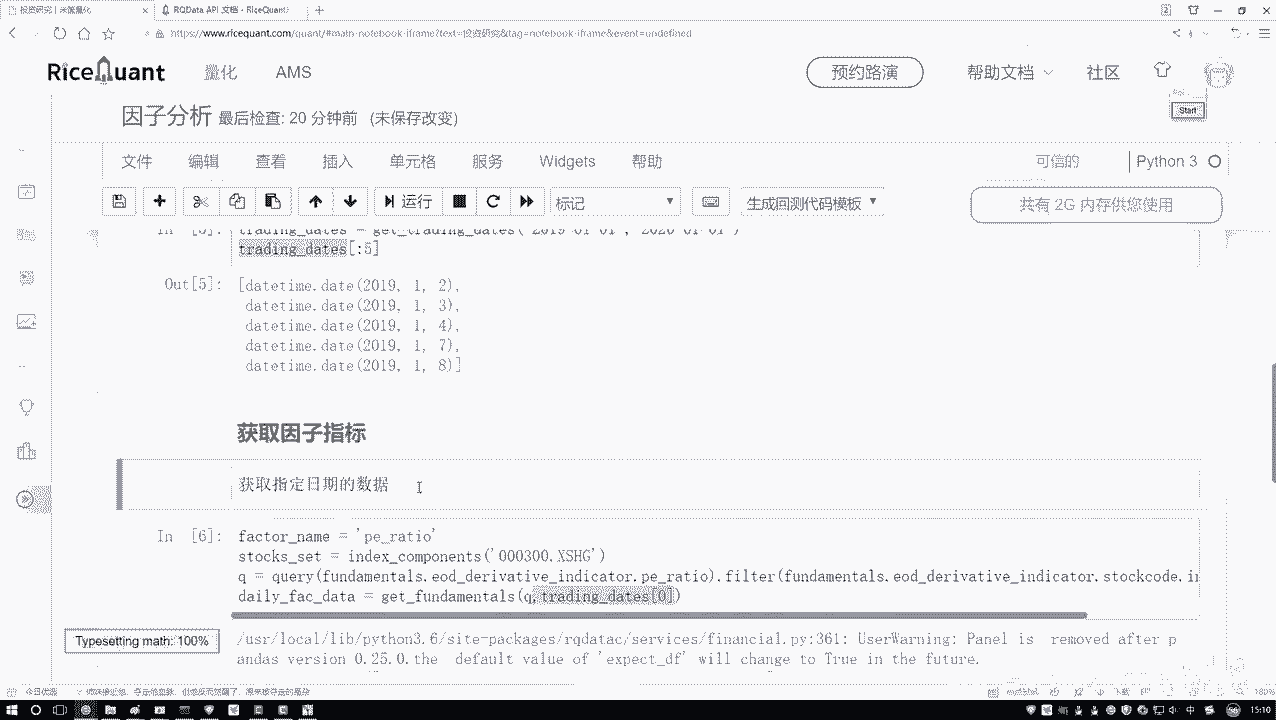 投资研究 | 米筐量化
RQData API 文档 - RiceQuant
https://www.ricequant.com/quant/#math-notebook-iframe?text=投资研究&tag=notebook-iframe&event=undefined
RiceQuant 量化 AMS 预约路演 帮助文档 社区
Start
因子分析 最后检查: 20 分钟前 (未保存改变)
文件 编辑 查看 插入 单元格 服务 Widgets 帮助 可信的 Python 3
运行 标记 生成回测代码模板 共有 2G 内存供您使用
In [5]: trading_dates = get_trading_dates('2019-01-01', '2020-01-01')
trading_dates[:5]
Out[5]: [datetime.date(2019, 1, 2),
datetime.date(2019, 1, 3),
datetime.date(2019, 1, 4),
datetime.date(2019, 1, 7),
datetime.date(2019, 1, 8)]
获取因子指标
获取指定日期的数据
In [6]: factor_name = 'pe_ratio'
stocks_set = index_components('000300.XSHG')
q = query(fundamentals.eod_derivative_indicator.pe_ratio).filter(fundamentals.eod_derivative_indicator.stockcode.in
daily_fac_data = get_fundamentals(q,trading_dates[0])
/usr/local/lib/python3.6/site-packages/rqdatac/services/financial.py:361: UserWarning: Panel is removed after p
andas version 0.25.0.the default value of 'expect_df' will change to True in the future.
Typesetting math: 100%
今日优选
160%
中
15:10